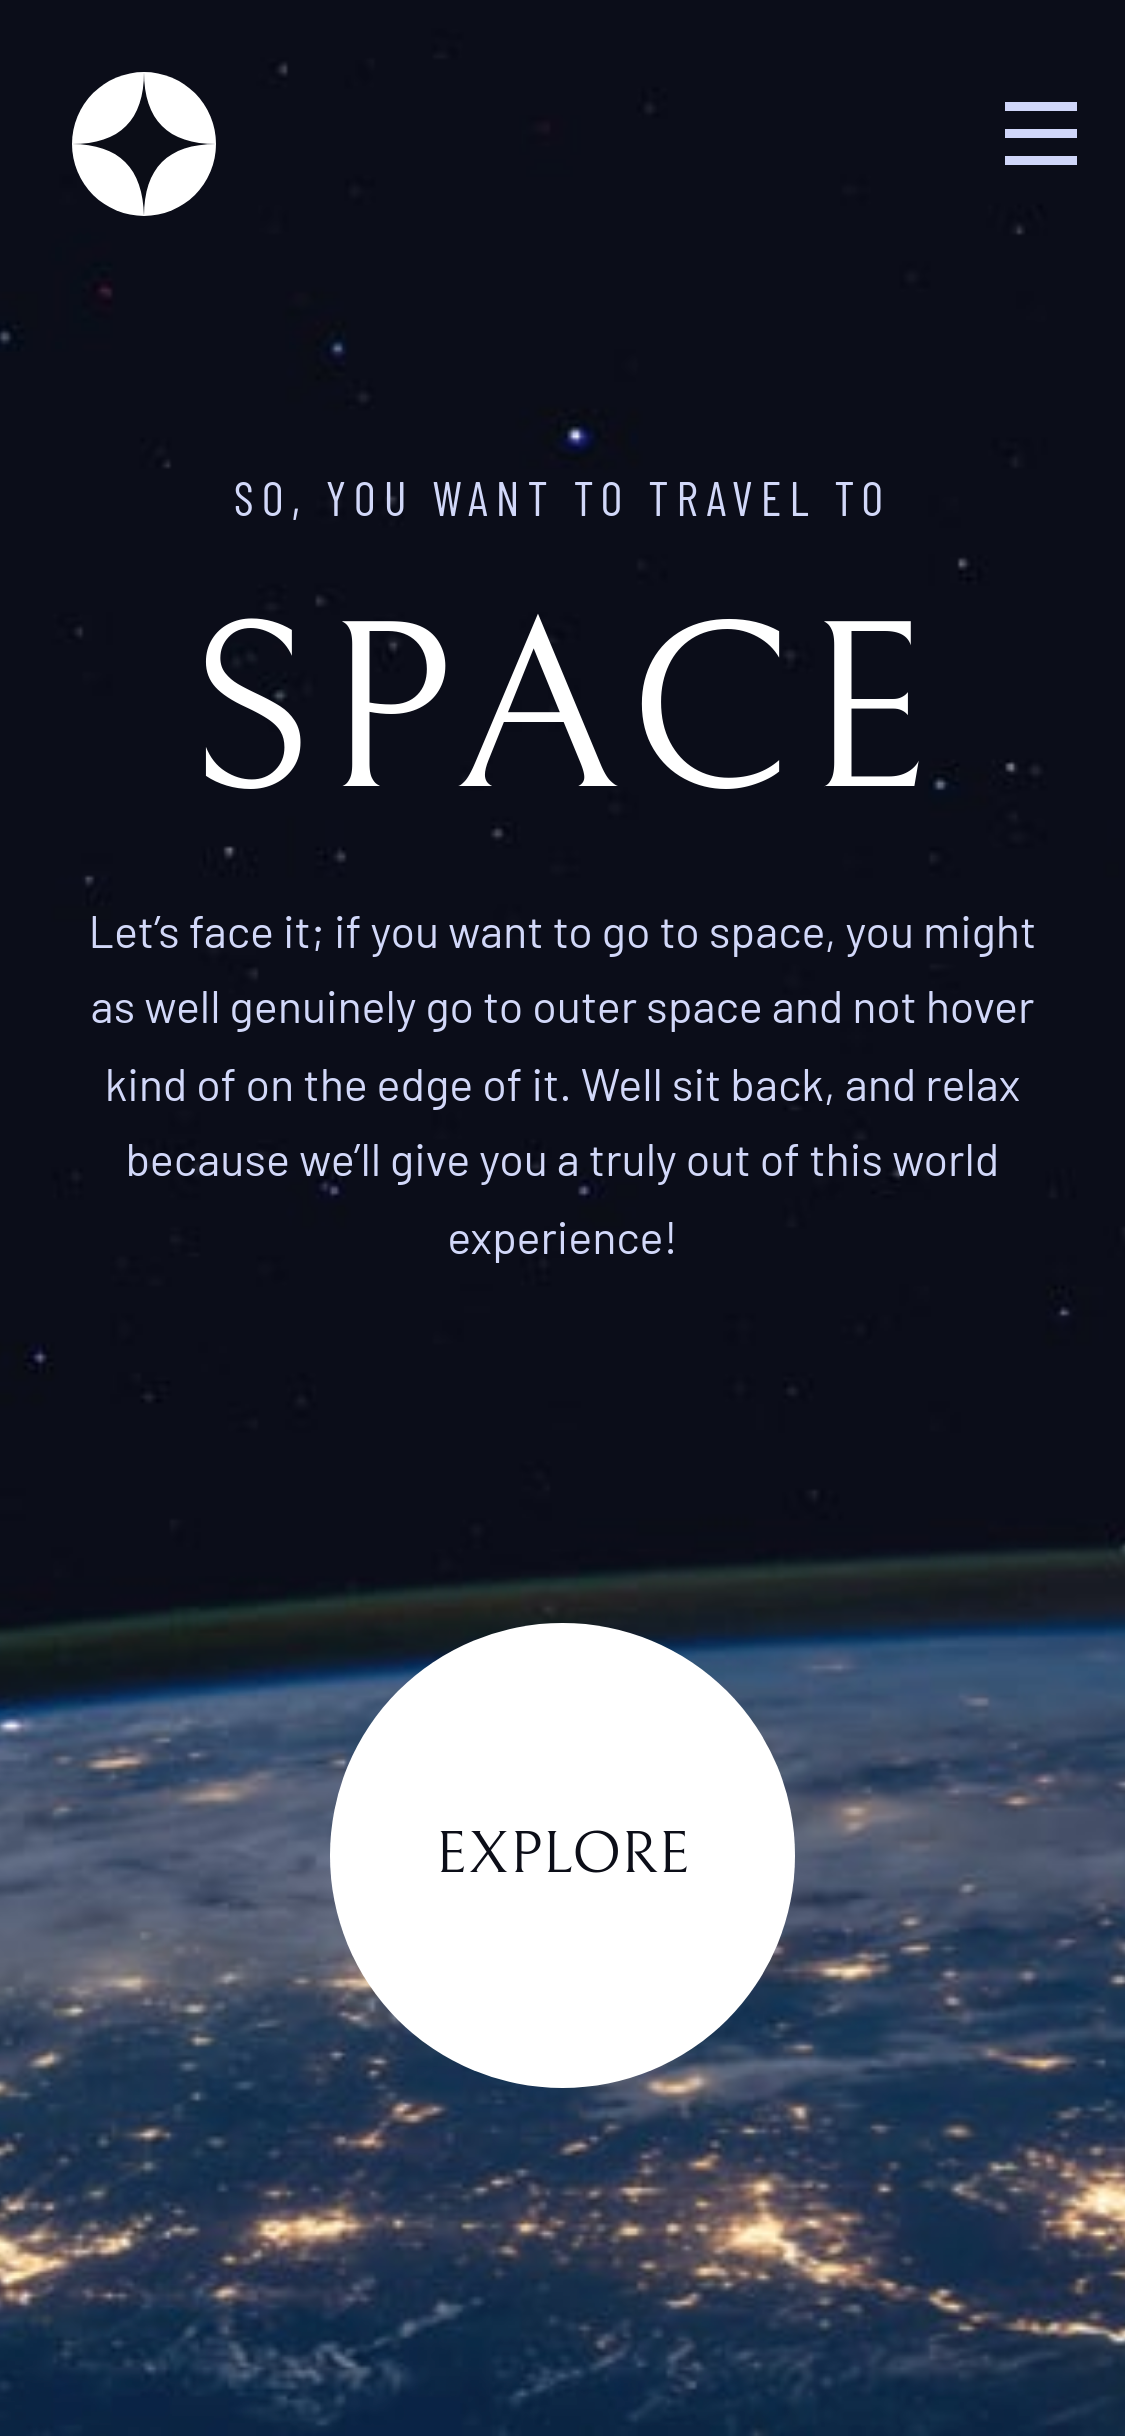 SO, YOU WANT TO TRAVEL TO
SPACE
Let’s face it; if you want to go to space, you might
as well genuinely go to outer space and not hover
kind of on the edge of it. Well sit back, and relax
because we’ll give you a truly out of this world
experience!
EXPLORE